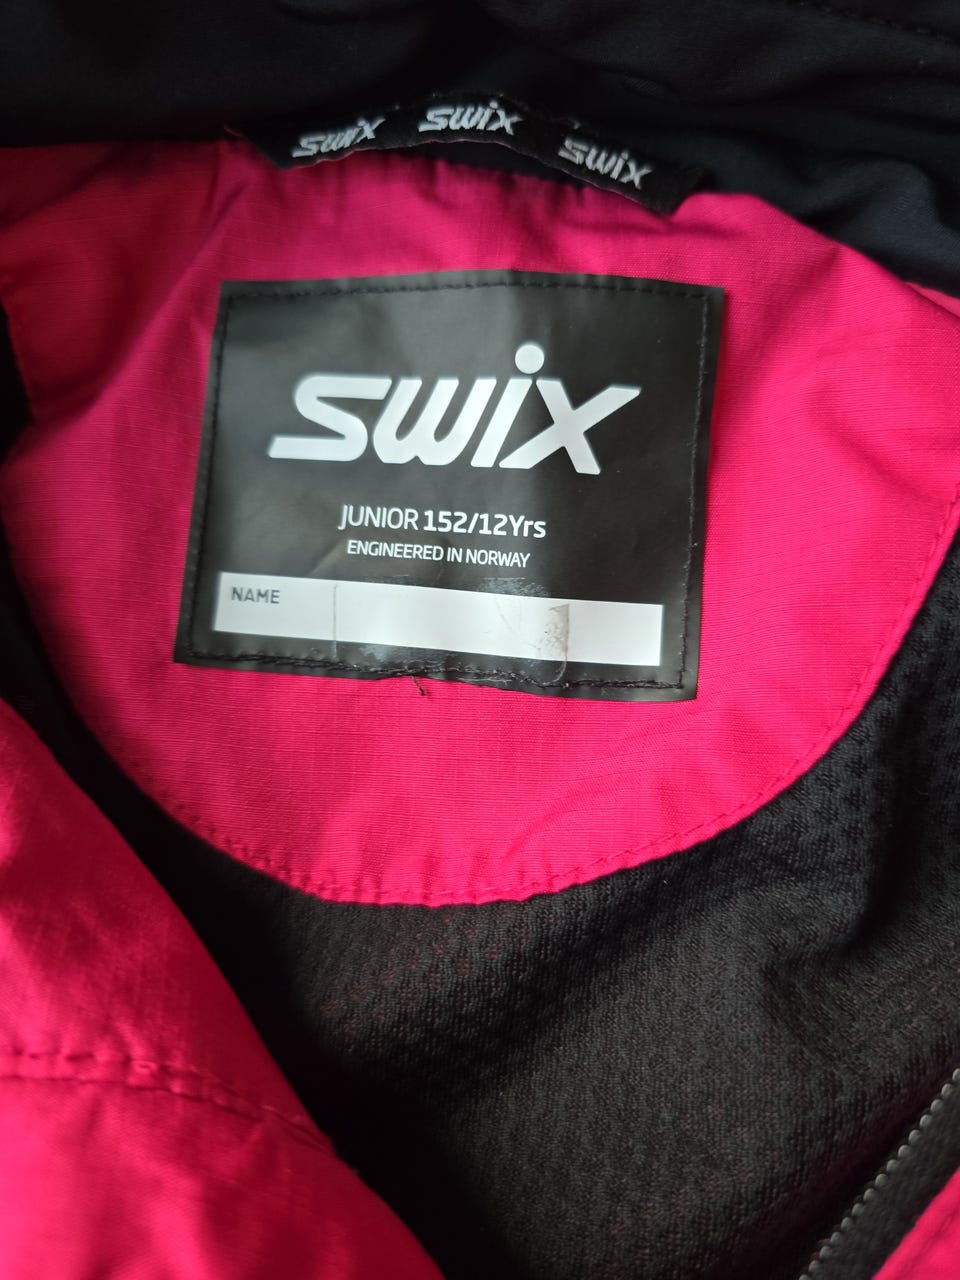 SWIX SWIX SWIX
SWIX
JUNIOR 152/12Yrs
ENGINEERED IN NORWAY
NAME